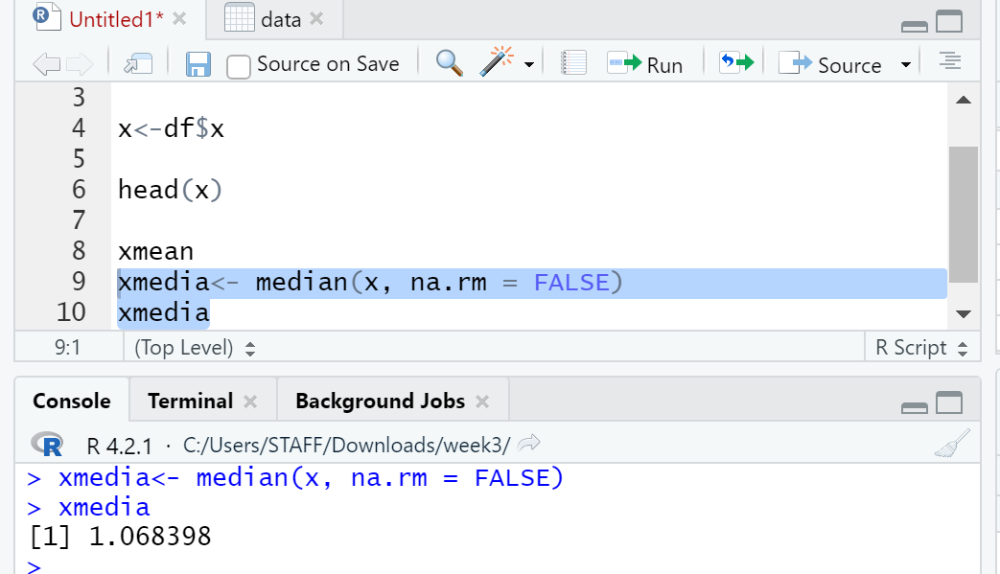 Untitled1*
data
Source on Save
Run
Source
3
4 x<-df$x
5
6 head(x)
7
8 xmean
9 xmedia<- median(x, na.rm = FALSE)
10 xmedia
9:1 (Top Level) R Script
Console Terminal Background Jobs
R R 4.2.1 · C:/Users/STAFF/Downloads/week3/
> xmedia<- median(x, na.rm = FALSE)
> xmedia
[1] 1.068398
>